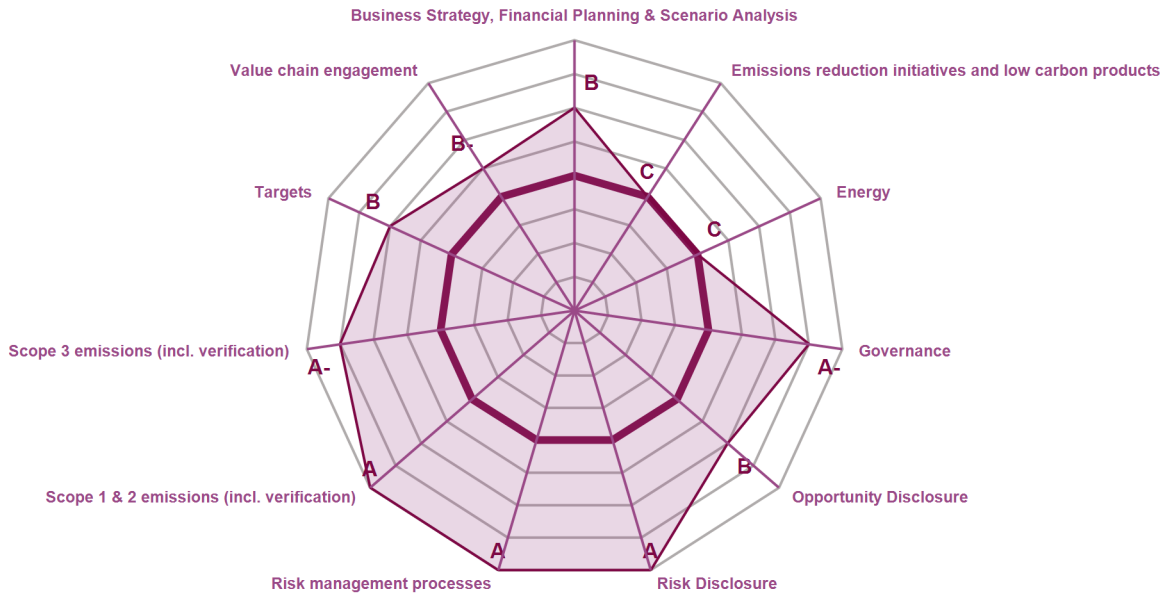 Business Strategy, Financial Planning & Scenario Analysis
Value chain engagement
Emissions reduction initiatives and low carbon products
B
B-
C
Targets
Energy
B
C
Scope 3 emissions (incl. verification)
Governance
A-
A-
A
B
Scope 1 & 2 emissions (incl. verification)
Opportunity Disclosure
A
A
Risk management processes
Risk Disclosure